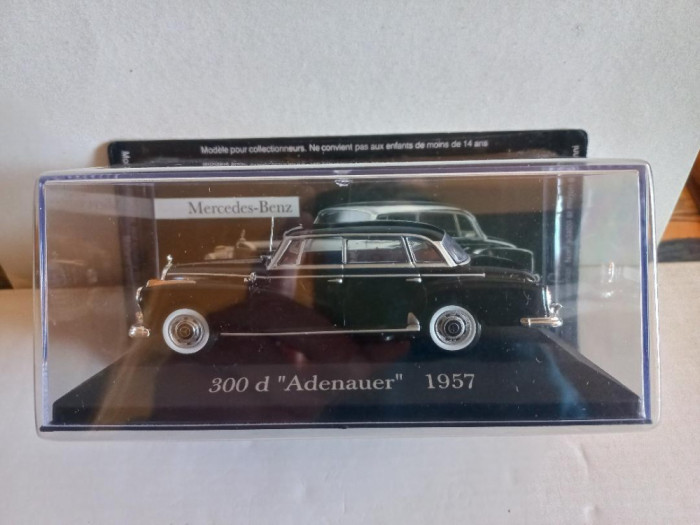 Modèle pour collectionneurs. Ne convient pas aux enfants de moins de 14 ans
Mercedes-Benz
300 d "Adenauer" 1957